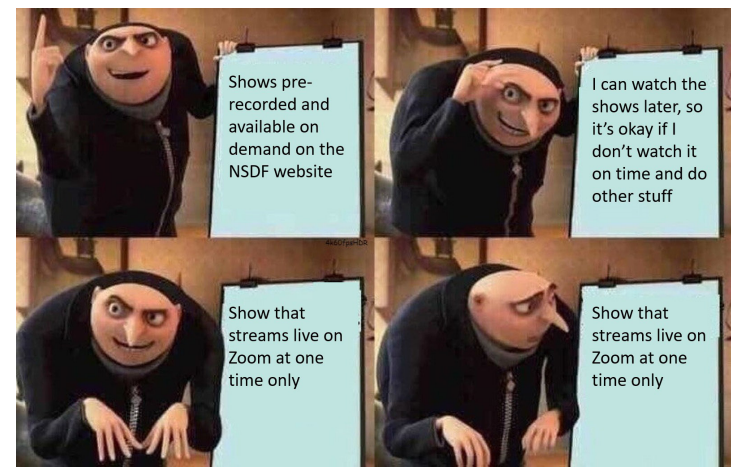 Shows pre-
recorded and
available on
demand on the
NSDF website
I can watch the
shows later, so
it's okay if I
don't watch it
on time and do
other stuff
Show that
streams live on
Zoom at one
time only
Show that
streams live on
Zoom at one
time only